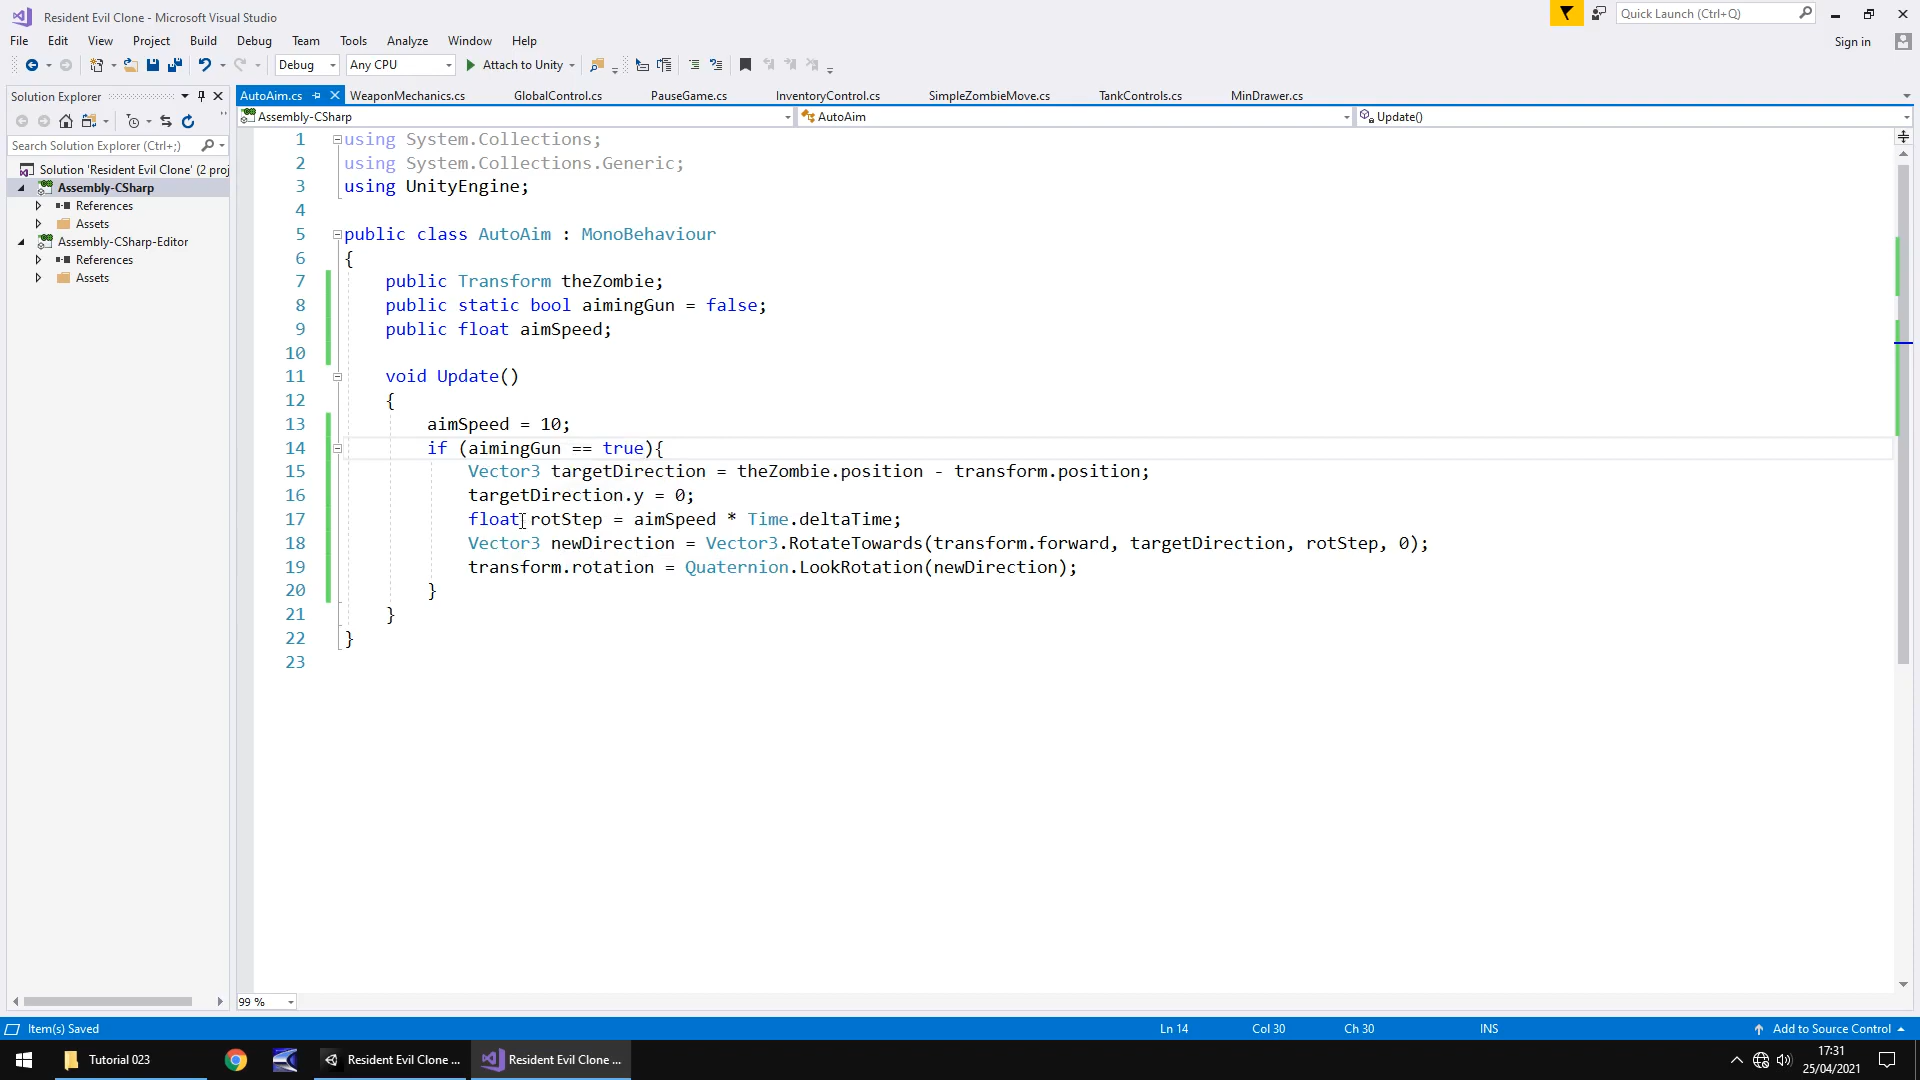 Resident Evil Clone - Microsoft Visual Studio
Quick Launch (Ctrl+Q)
File Edit View Project Build Debug Team Tools Analyze Window Help
Sign in
Debug Any CPU Attach to Unity
Solution Explorer
AutoAim.cs WeaponMechanics.cs GlobalControl.cs PauseGame.cs InventoryControl.cs SimpleZombieMove.cs TankControls.cs MinDrawer.cs
Assembly-CSharp AutoAim Update()
Search Solution Explorer (Ctrl+;)
Solution 'Resident Evil Clone' (2 proj
Assembly-CSharp
References
Assets
Assembly-CSharp-Editor
References
Assets
1 using System.Collections;
2 using System.Collections.Generic;
3 using UnityEngine;
4
5 public class AutoAim : MonoBehaviour
6 {
7 public Transform theZombie;
8 public static bool aimingGun = false;
9 public float aimSpeed;
10
11 void Update()
12 {
13 aimSpeed = 10;
14 if (aimingGun == true){
15 Vector3 targetDirection = theZombie.position - transform.position;
16 targetDirection.y = 0;
17 float rotStep = aimSpeed * Time.deltaTime;
18 Vector3 newDirection = Vector3.RotateTowards(transform.forward, targetDirection, rotStep, 0);
19 transform.rotation = Quaternion.LookRotation(newDirection);
20 }
21 }
22 }
23
99 %
Item(s) Saved Ln 14 Col 30 Ch 30 INS Add to Source Control
Tutorial 023 Resident Evil Clone ... Resident Evil Clone ...
17:31
25/04/2021